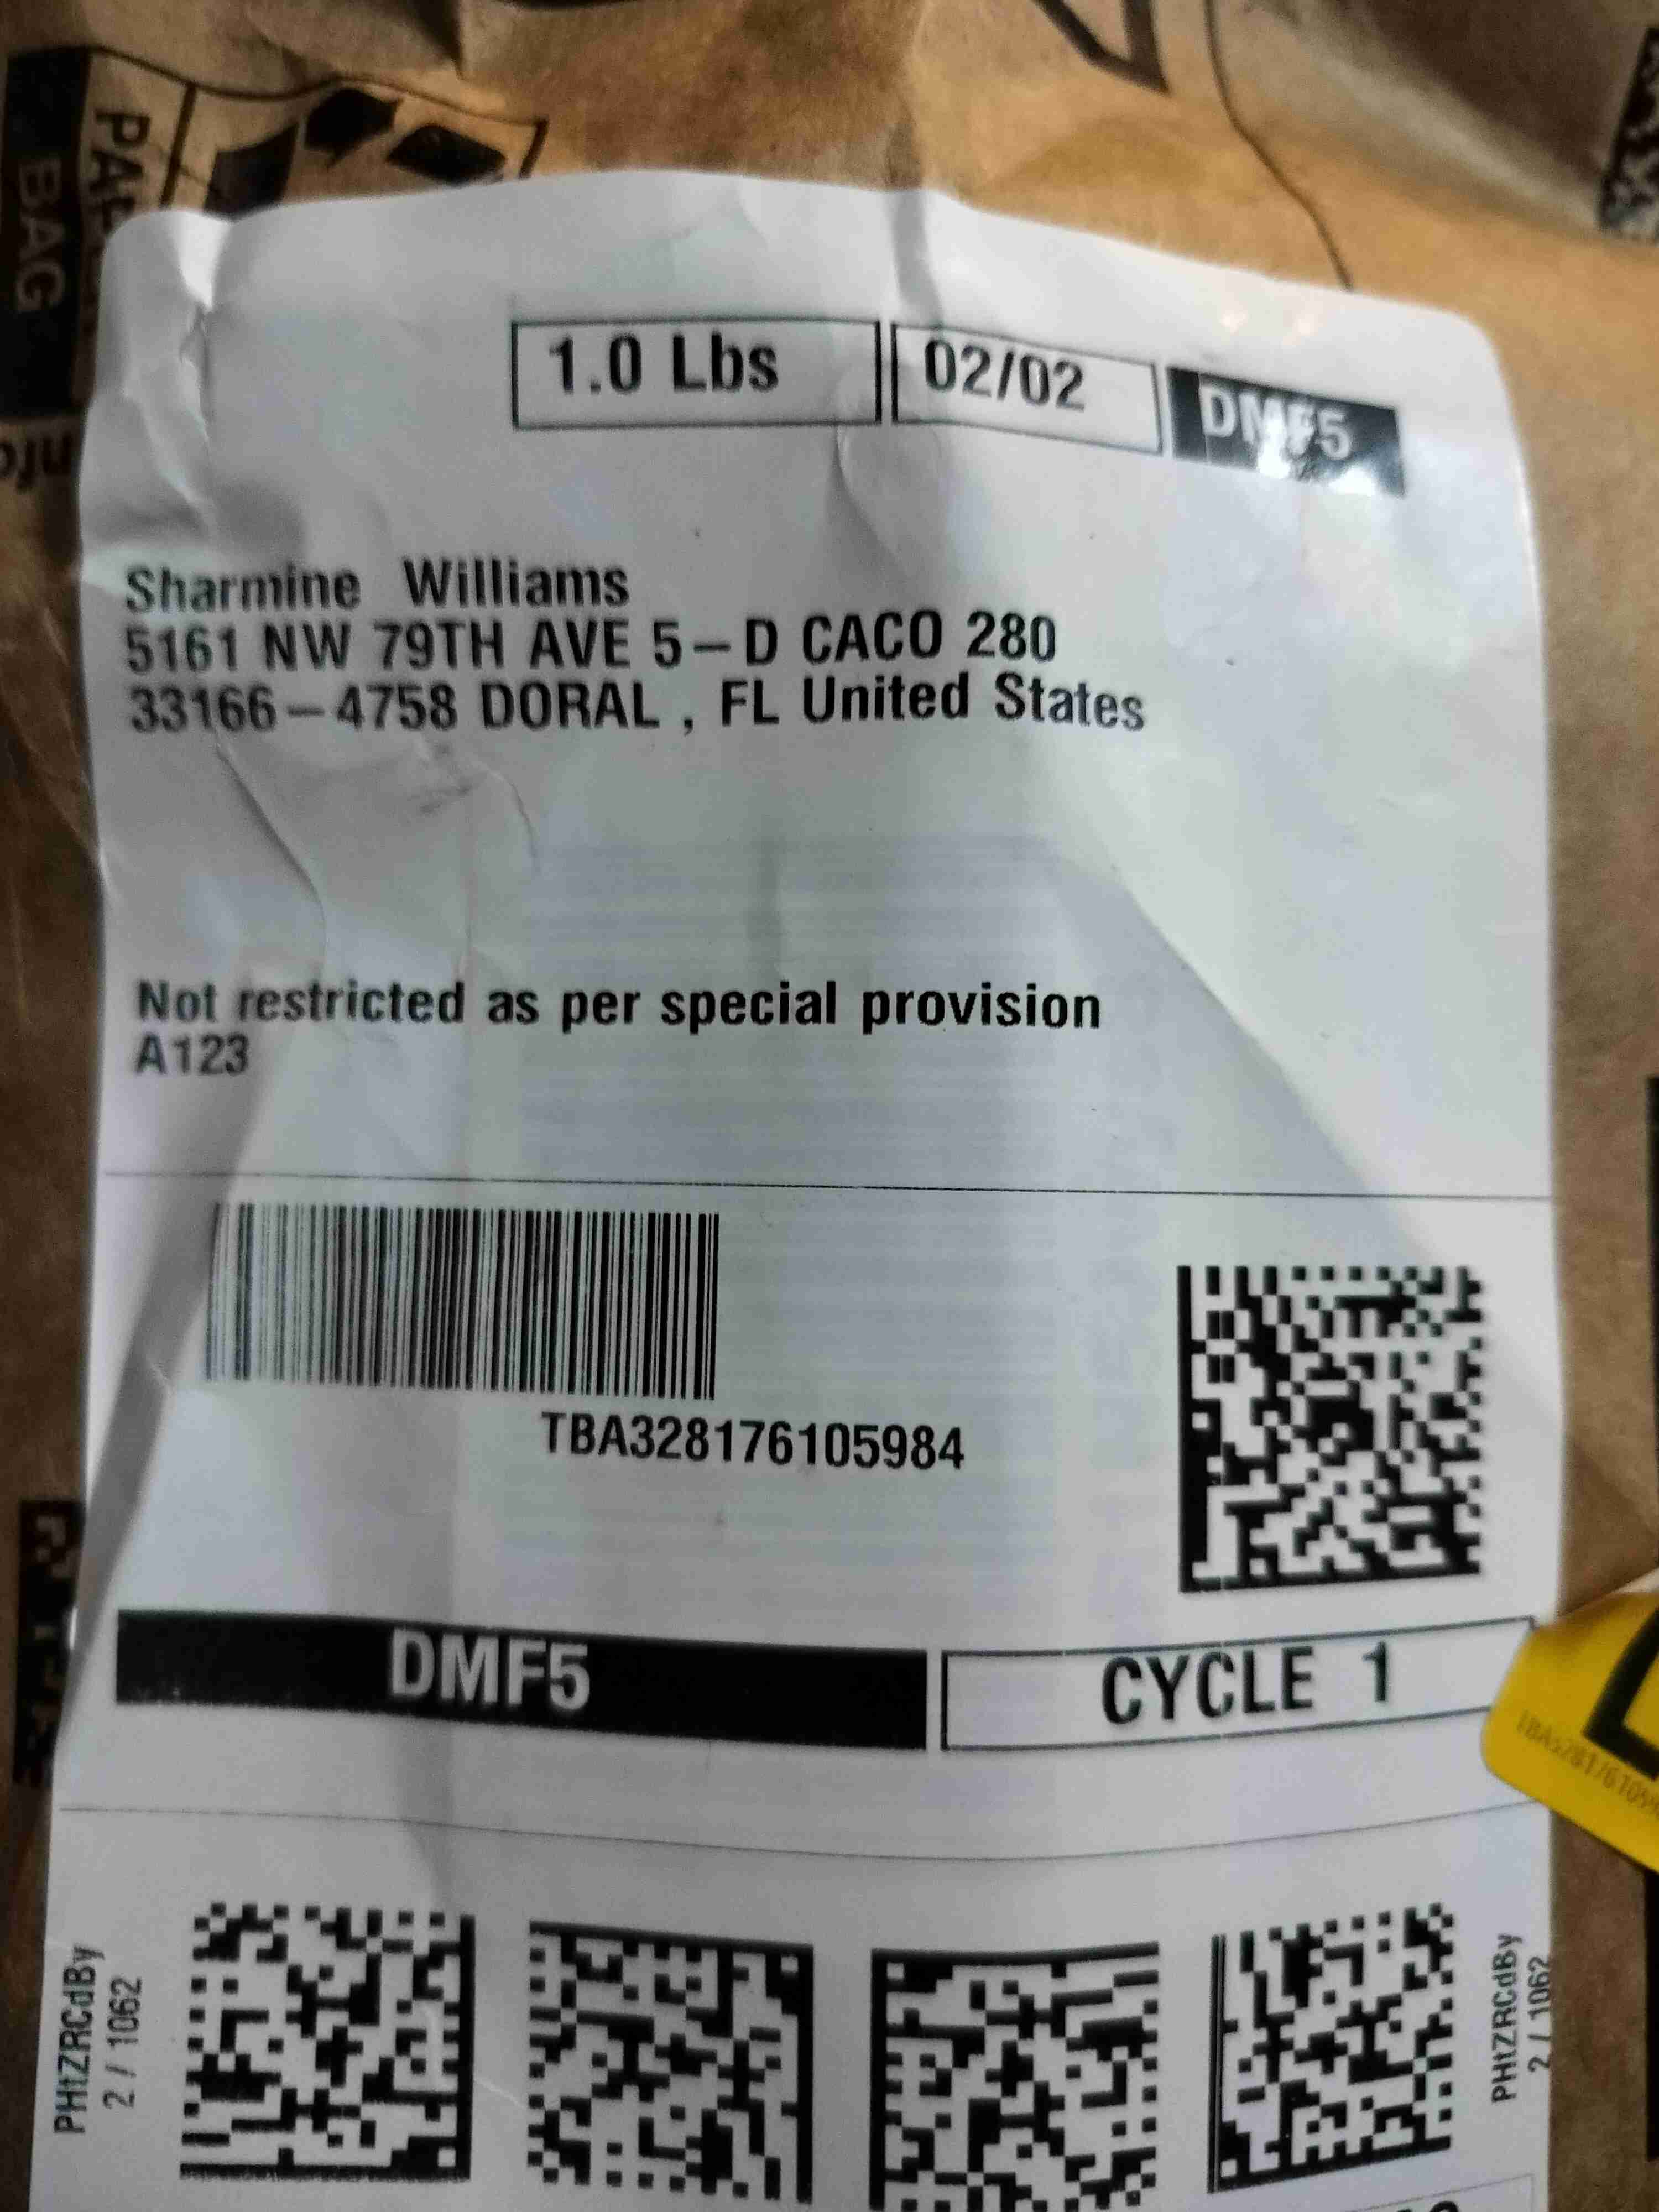 PAPER
BAG
1.0 Lbs
02/02
DMF5
Sharmine Williams
5161 NW 79TH AVE 5-D CACO 280
33166-4758 DORAL , FL United States
Not restricted as per special provision
A123
TBA328176105984
DMF5
CYCLE 1
PHtZRCdBy
2 / 1062
PHtZRCdBy
2 / 1062